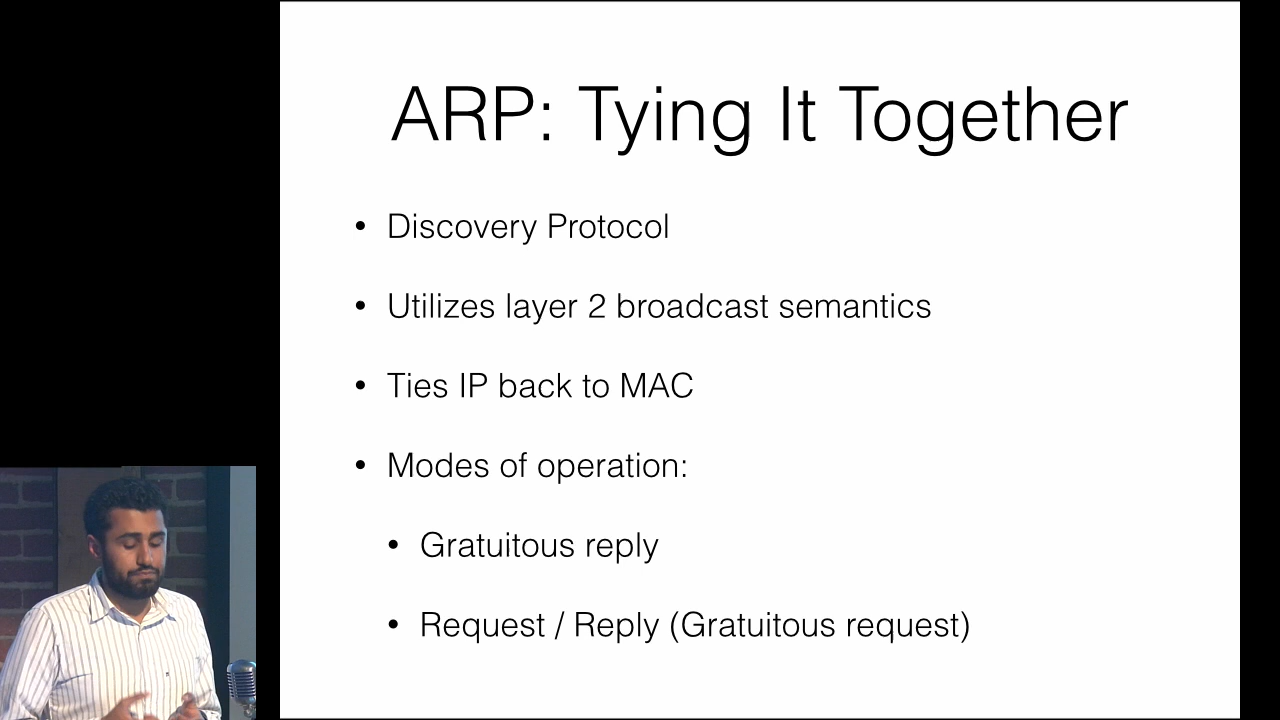 ARP: Tying It Together
• Discovery Protocol
• Utilizes layer 2 broadcast semantics
• Ties IP back to MAC
• Modes of operation:
• Gratuitous reply
• Request / Reply (Gratuitous request)